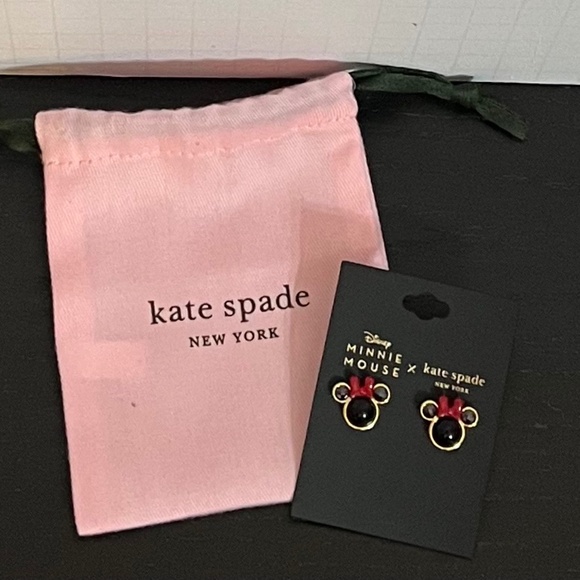 kate spade
NEW YORK
Disney
MINNIE
MOUSE × kate spade
NEW YORK